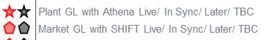 Plant GL with Athena Live/ In Sync/ Later/ TBC
Market GL with SHIFT Live/ In Sync/ Later/ TBC